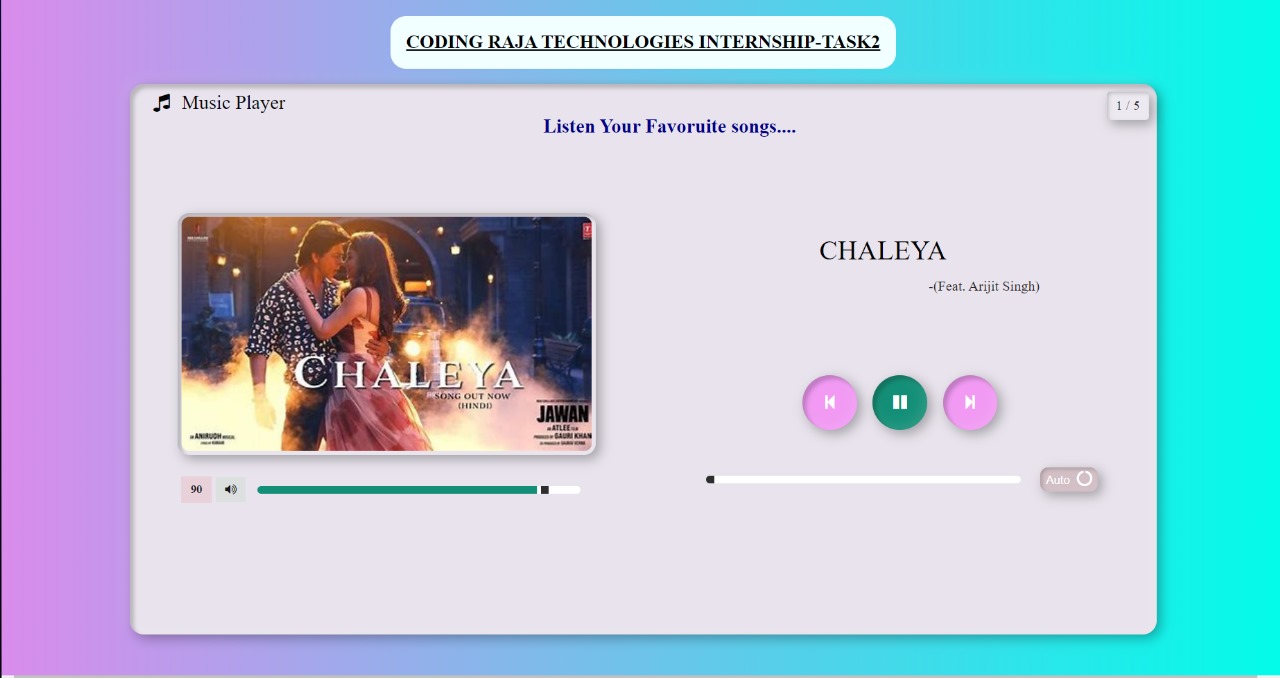 CODING RAJA TECHNOLOGIES INTERNSHIP-TASK2
Music Player
1 / 5
Listen Your Favoruite songs....
T
CHALEYA
SONG OUT NOW
(HINDI)
JAWAN
AN ATLEE FILM
PRODUCED BY GAURI KHAN
AN ANIRUDH MUSICAL
CHALEYA
-(Feat. Arijit Singh)
90
Auto